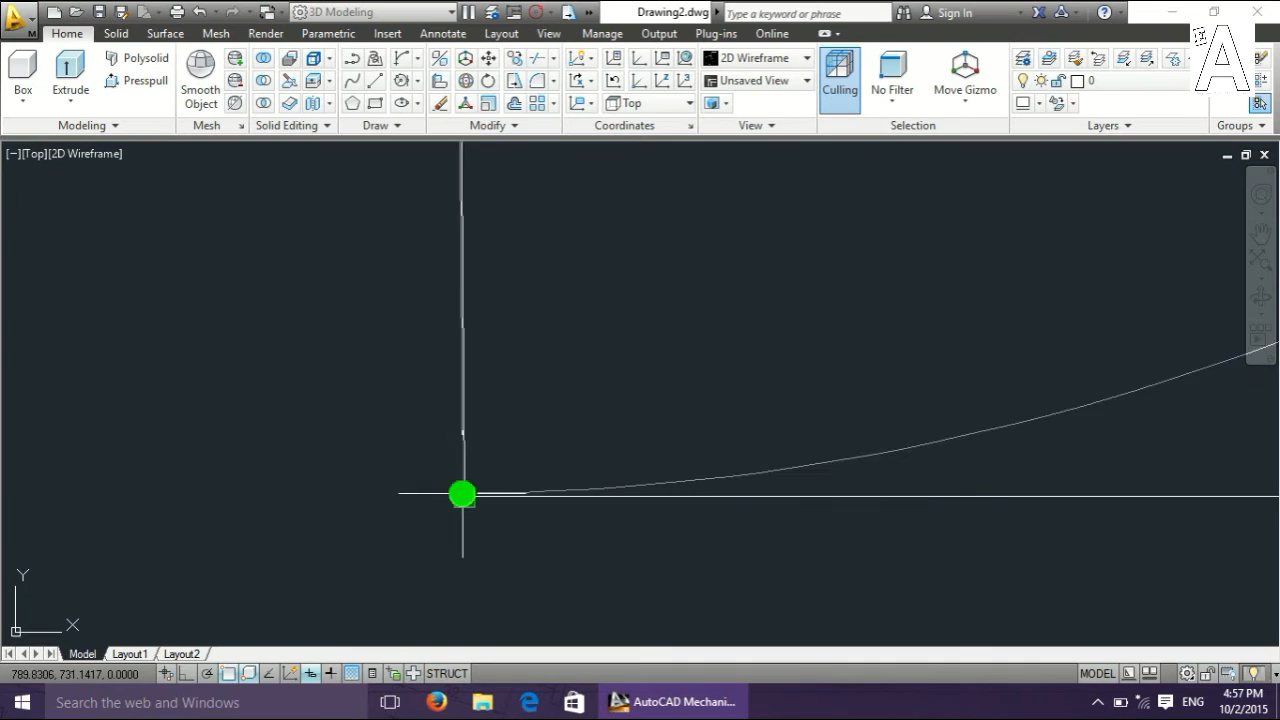 M
3D Modeling
Drawing2.dwg
Type a keyword or phrase
Sign In
Home Solid Surface Mesh Render Parametric Insert Annotate Layout View Manage Output Plug-ins Online
Box
Extrude
Polysolid
Presspull
Smooth
Object
2D Wireframe
Unsaved View
Top
Culling
No Filter
Move Gizmo
0
A
Modeling
Mesh
Solid Editing
Draw
Modify
Coordinates
View
Selection
Layers
Groups
[−][Top][2D Wireframe]
Y
X
Model Layout1 Layout2
789.8306, 731.1417, 0.0000
STRUCT
MODEL
Search the web and Windows
AutoCAD Mechani...
ENG
4:57 PM
10/2/2015